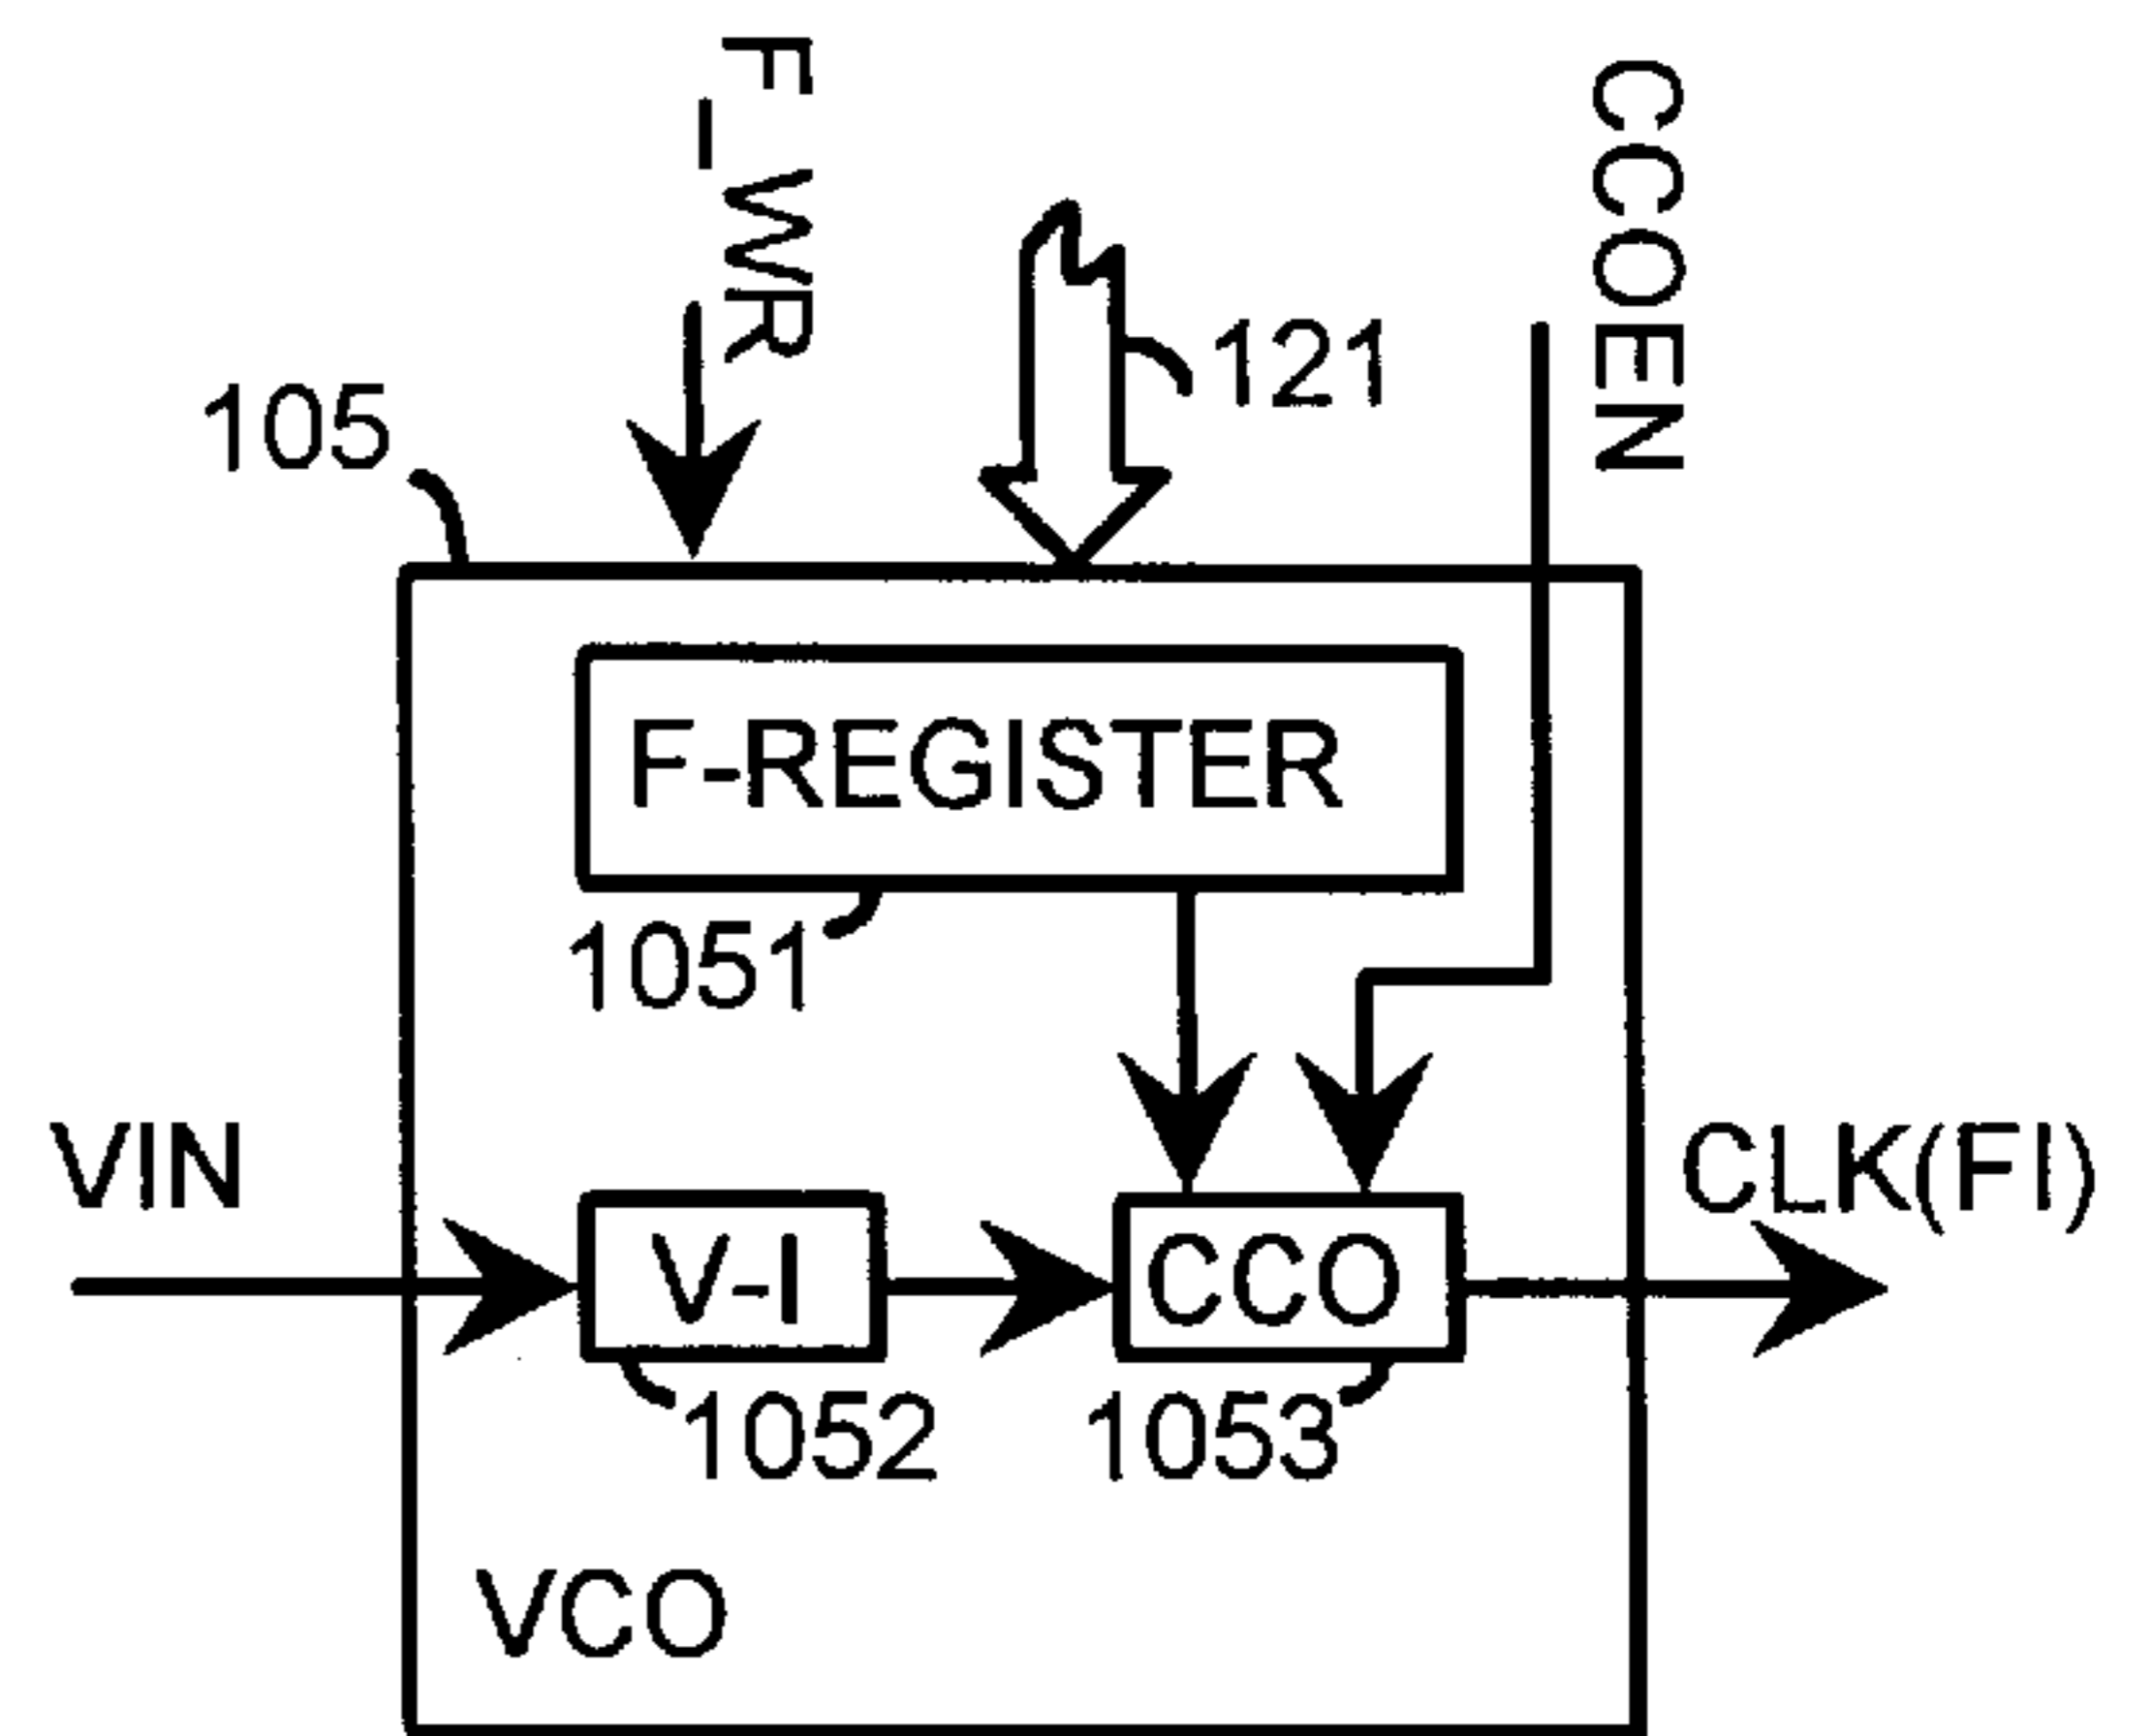 F_WR
CCOEN
121
105
F-REGISTER
1051
VIN
CLK(FI)
V-I
CCO
1052
1053
VCO